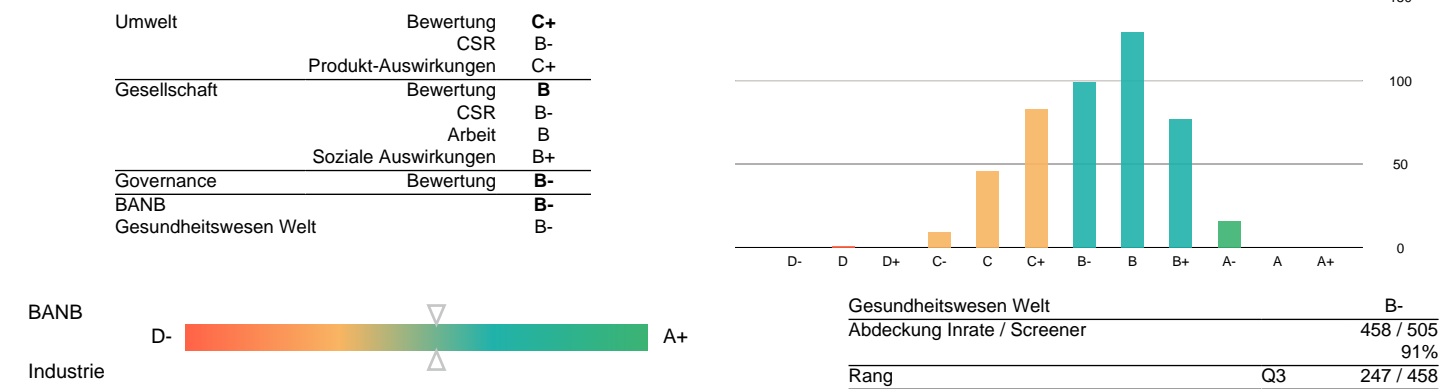 Umwelt Bewertung C+
CSR B-
Produkt-Auswirkungen C+
Gesellschaft Bewertung B
CSR B-
Arbeit B
Soziale Auswirkungen B+
Governance Bewertung B-
BANB B-
Gesundheitswesen Welt B-
100
50
0
D- D D+ C- C C+ B- B B+ A- A A+
BANB
D- A+
Industrie
Gesundheitswesen Welt B-
Abdeckung Inrate / Screener 458 / 505
91%
Rang Q3 247 / 458